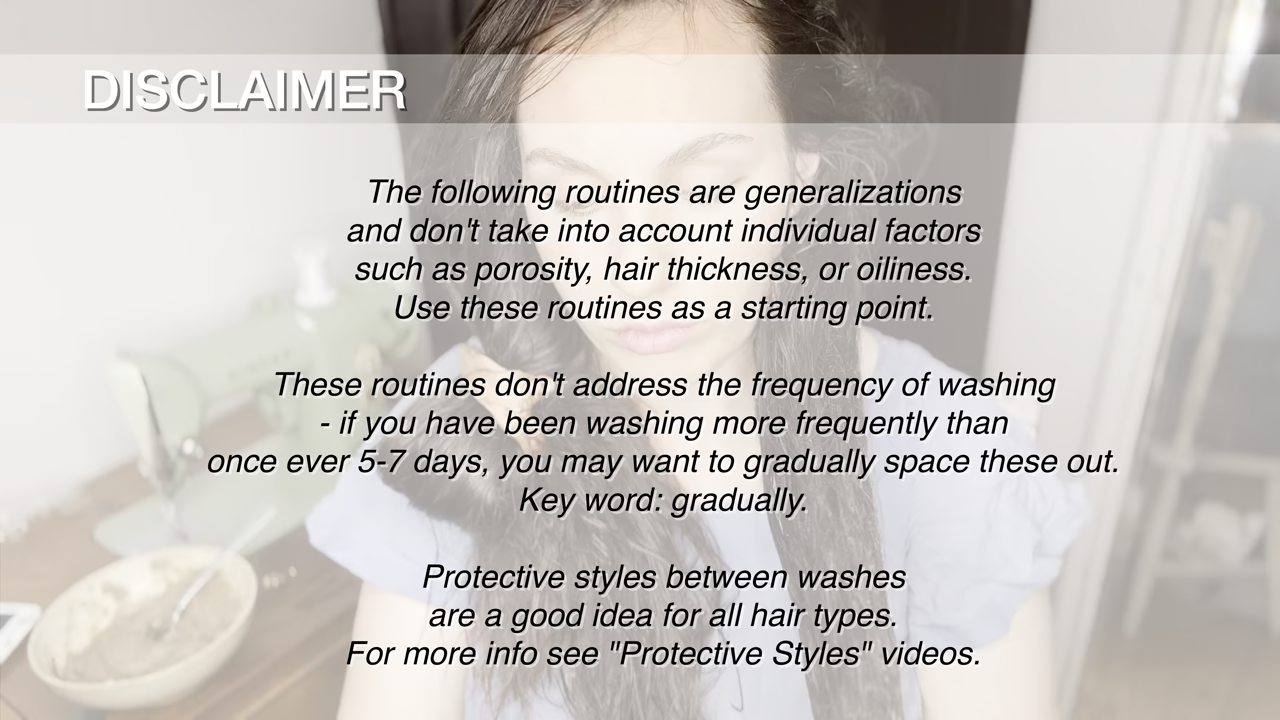 DISCLAIMER
The following routines are generalizations
and don't take into account individual factors
such as porosity, hair thickness, or oiliness.
Use these routines as a starting point.
These routines don't address the frequency of washing
- if you have been washing more frequently than
once ever 5-7 days, you may want to gradually space these out.
Key word: gradually.
Protective styles between washes
are a good idea for all hair types.
For more info see "Protective Styles" videos.